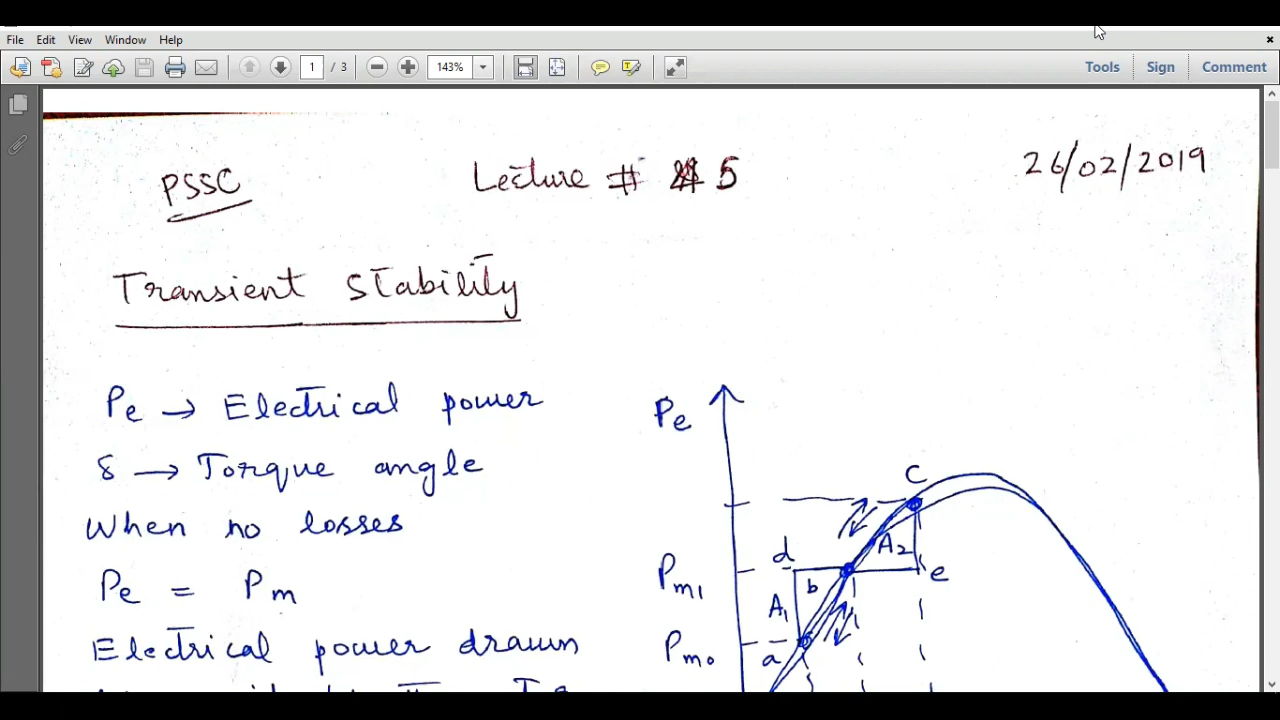 File Edit View Window Help
1 / 3 143% Tools Sign Comment
PSSC Lecture # 5 26/02/2019
Transient Stability
Pe → Electrical power
δ → Torque angle
When no losses
Pe = Pm
Electrical power drawn
Pe
C
A2
d
Pm1
b
e
A1
Pm0
a